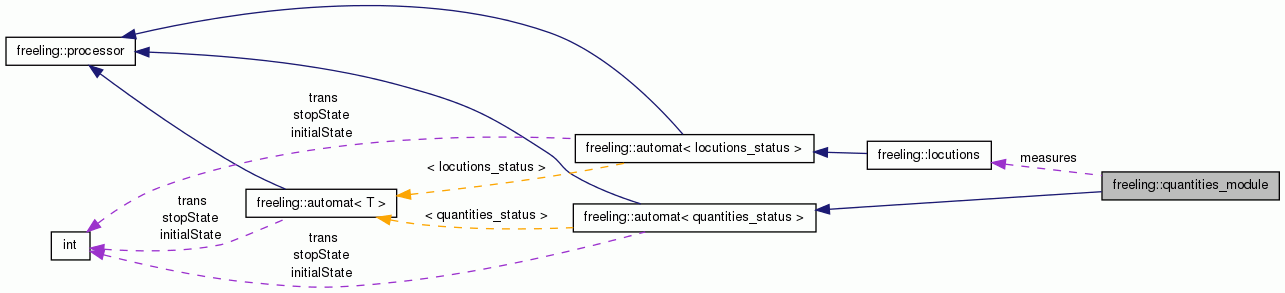 freeling::processor
trans
stopState
initialState
freeling::automat< locutions_status >
freeling::locutions
measures
freeling::quantities_module
< locutions_status >
freeling::automat< T >
trans
stopState
initialState
< quantities_status >
freeling::automat< quantities_status >
int
trans
stopState
initialState